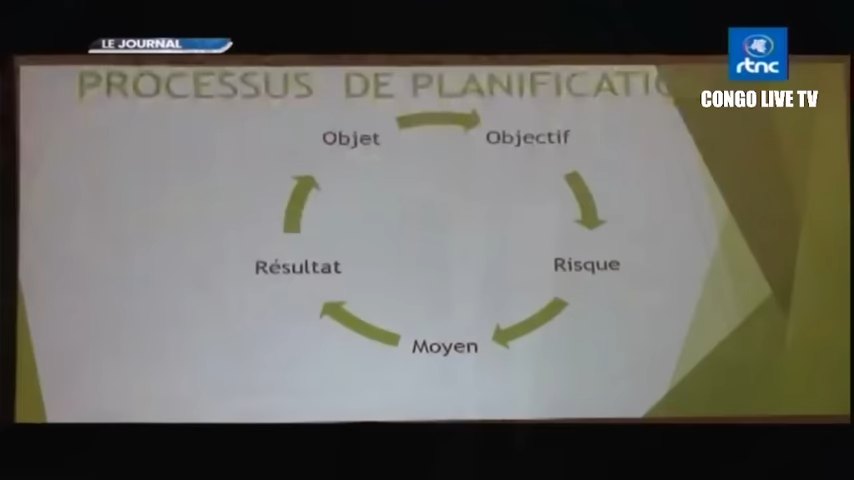 LE JOURNAL
rtnc
CONGO LIVE TV
PROCESSUS DE PLANIFICATIO
Objet
Objectif
Risque
Moyen
Résultat